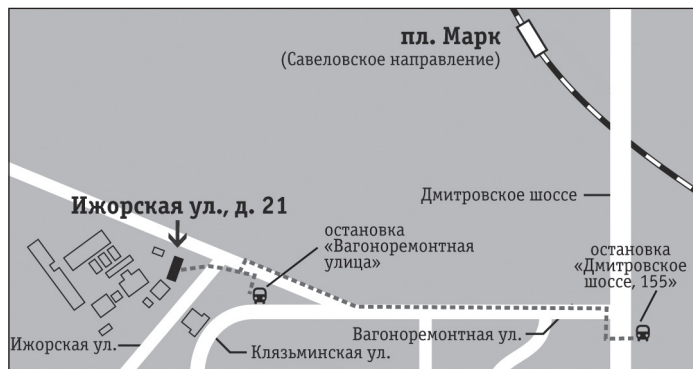 пл. Марк
(Савеловское направление)
Дмитровское шоссе
Ижорская ул., д. 21
остановка
«Вагоноремонтная
улица»
остановка
«Дмитровское
шоссе, 155»
Вагоноремонтная ул.
Ижорская ул.
Клязьминская ул.